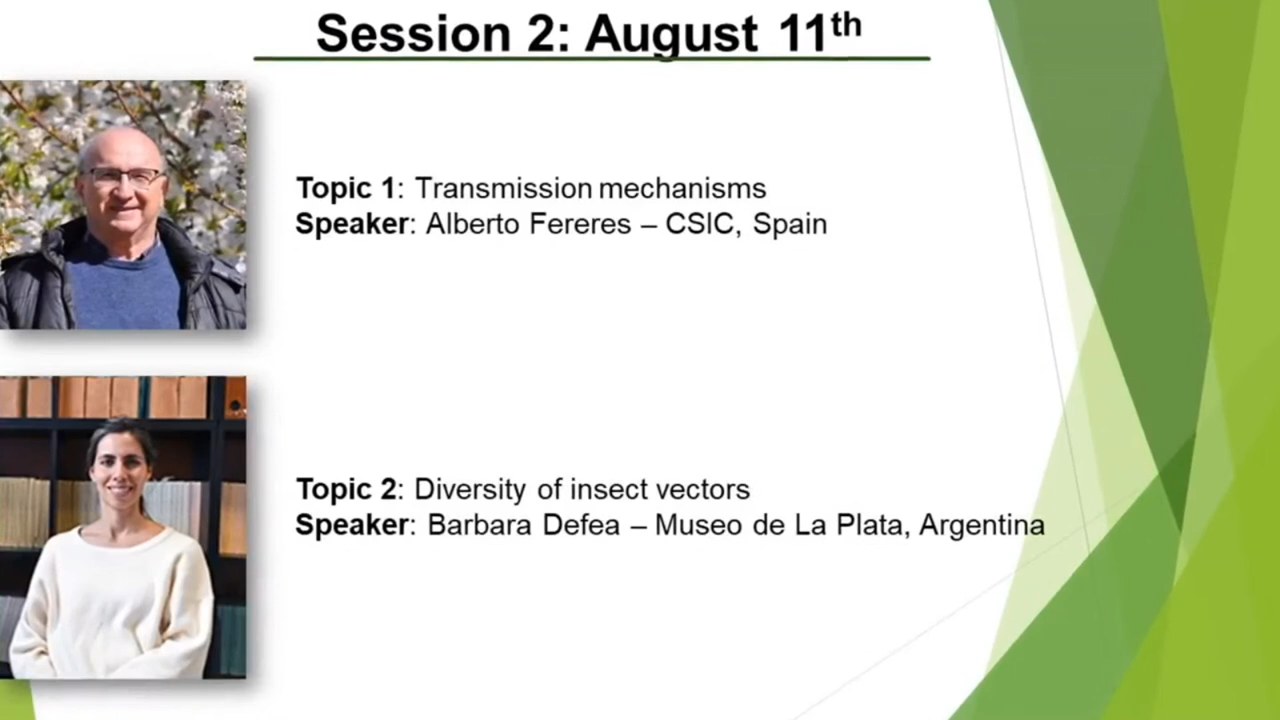 Session 2: August 11th
Topic 1: Transmission mechanisms
Speaker: Alberto Fereres – CSIC, Spain
Topic 2: Diversity of insect vectors
Speaker: Barbara Defea – Museo de La Plata, Argentina